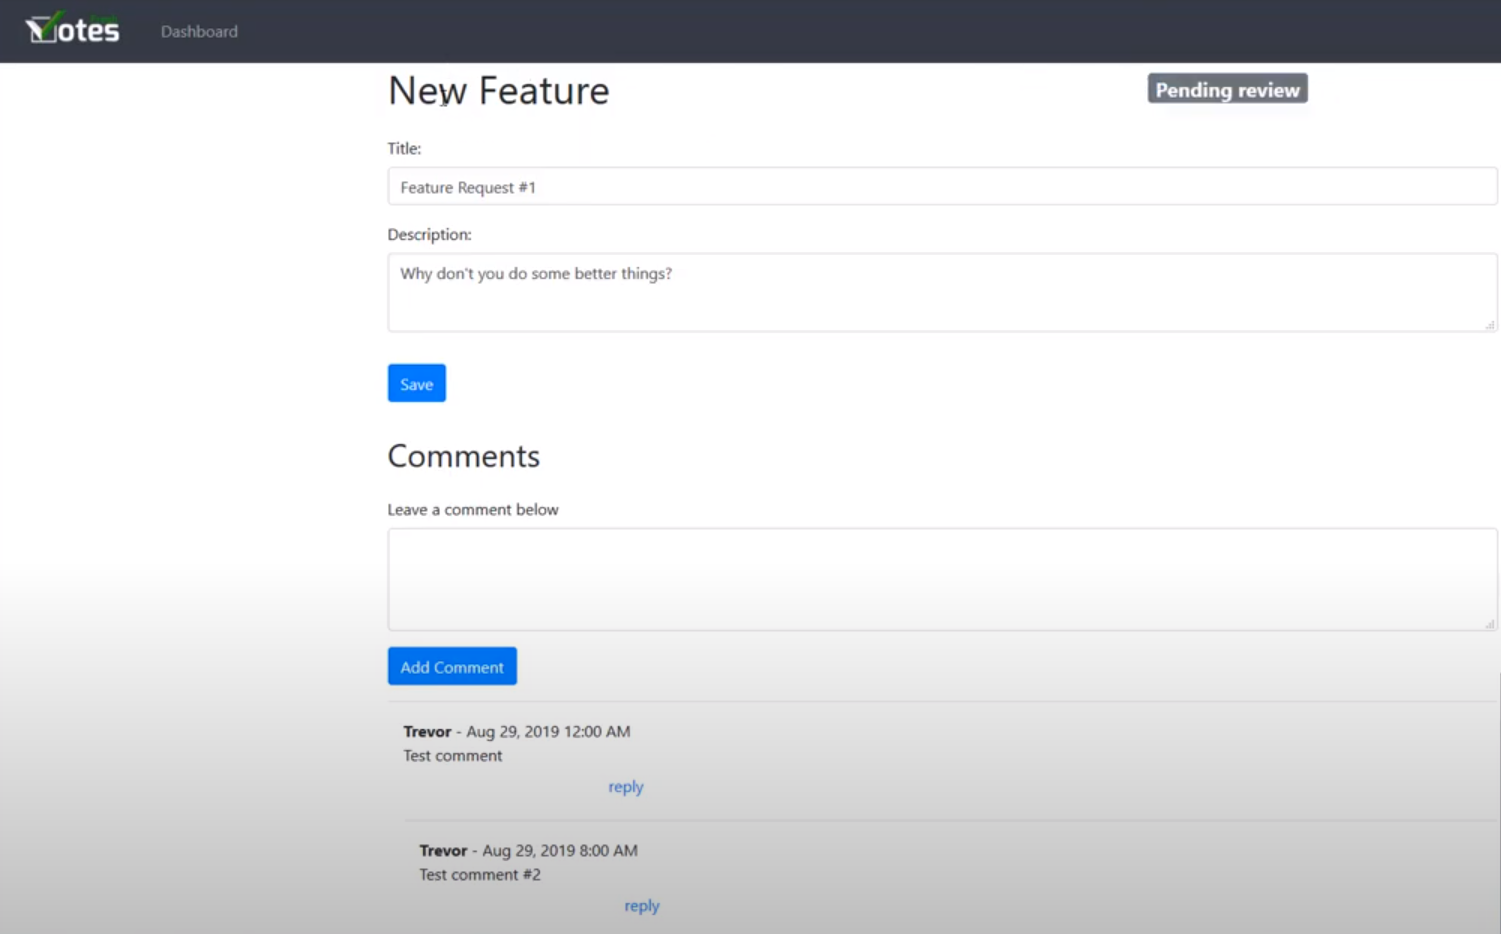 Votes
Dashboard
New Feature
Pending review
Title:
Feature Request #1
Description:
Why don't you do some better things?
Save
Comments
Leave a comment below
Add Comment
Trevor - Aug 29, 2019 12:00 AM
Test comment
reply
Trevor - Aug 29, 2019 8:00 AM
Test comment #2
reply